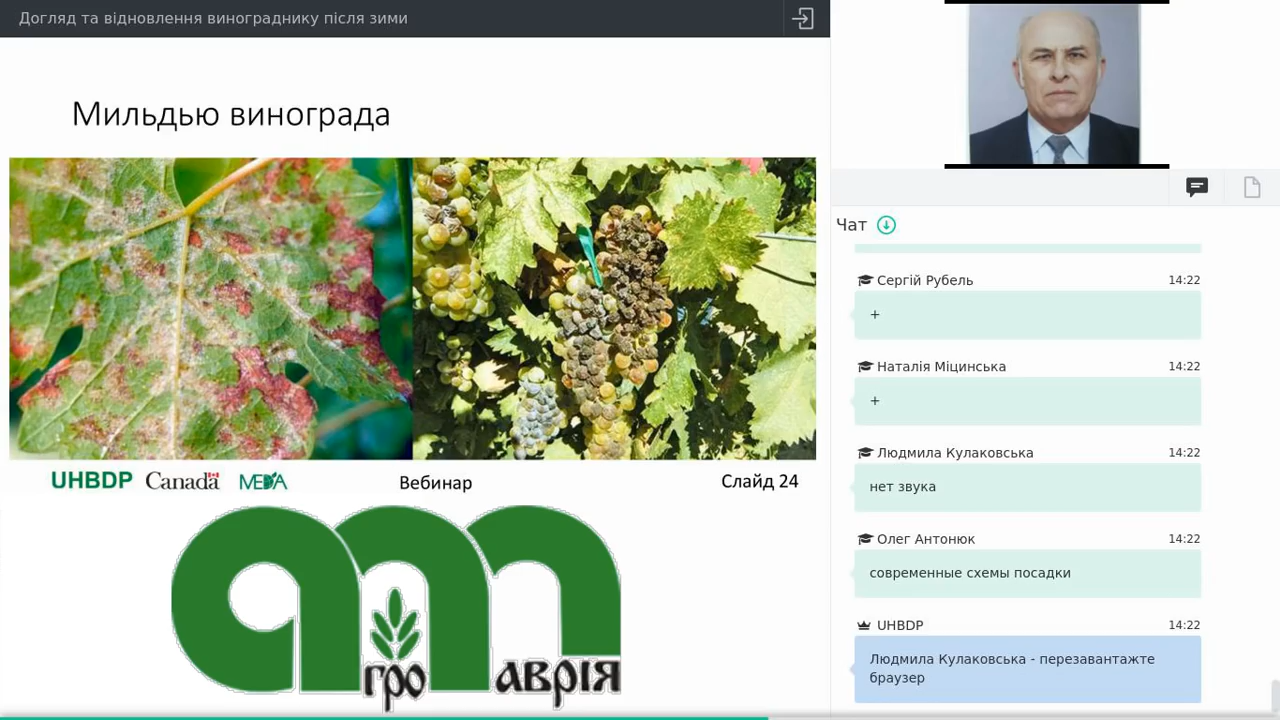 Догляд та відновлення винограднику після зими
Мильдью винограда
UHBDP
Canada
MEDA
Вебинар
Слайд 24
гро
аврія
Чат
Сергій Рубель 14:22
+
Наталія Міцинська 14:22
+
Людмила Кулаковська 14:22
нет звука
Олег Антонюк 14:22
современные схемы посадки
UHBDP 14:22
Людмила Кулаковська - перезавантажте
браузер